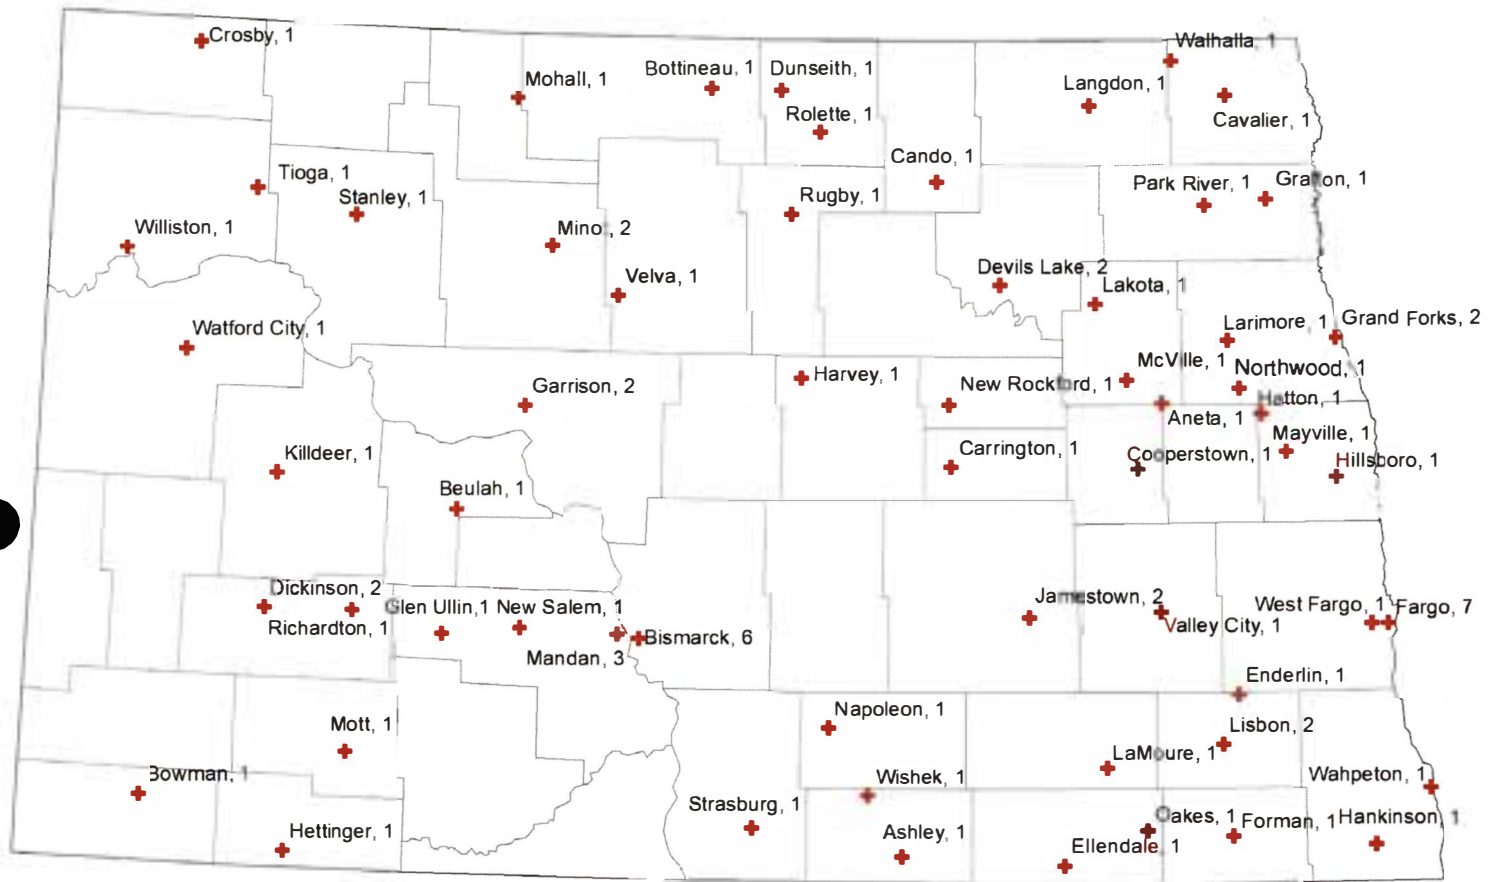 Crosby, 1
Walhalla, 1
Mohall, 1
Bottineau, 1
Dunseith, 1
Langdon, 1
Rolette, 1
Cavalier, 1
Cando, 1
Tioga, 1
Stanley, 1
Rugby, 1
Park River, 1
Grafton, 1
Williston, 1
Minot, 2
Velva, 1
Devils Lake, 2
Lakota, 1
Watford City, 1
Larimore, 1
Grand Forks, 2
Garrison, 2
Harvey, 1
New Rockford, 1
McVille, 1
Northwood, 1
Hatton, 1
Aneta, 1
Killdeer, 1
Carrington, 1
Cooperstown, 1
Mayville, 1
Hillsboro, 1
Beulah, 1
Dickinson, 2
Richardton, 1
Glen Ullin,1
New Salem, 1
Mandan, 3
Bismarck, 6
Jamestown, 2
Valley City, 1
West Fargo, 1
Fargo, 7
Enderlin, 1
Mott, 1
Napoleon, 1
Lisbon, 2
LaMoure, 1
Bowman, 1
Wishek, 1
Wahpeton, 1
Strasburg, 1
Hettinger, 1
Ashley, 1
Ellendale, 1
Oakes, 1
Forman, 1
Hankinson, 1